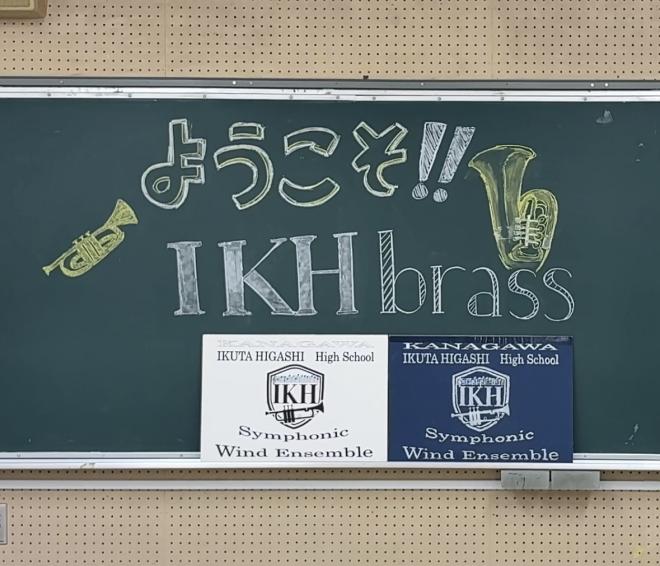 ようこそ!!
IKH brass
KANAGAWA
IKUTA HIGASHI High School
IKH
Symphonic
Wind Ensemble
KANAGAWA
IKUTA HIGASHI High School
IKH
Symphonic
Wind Ensemble